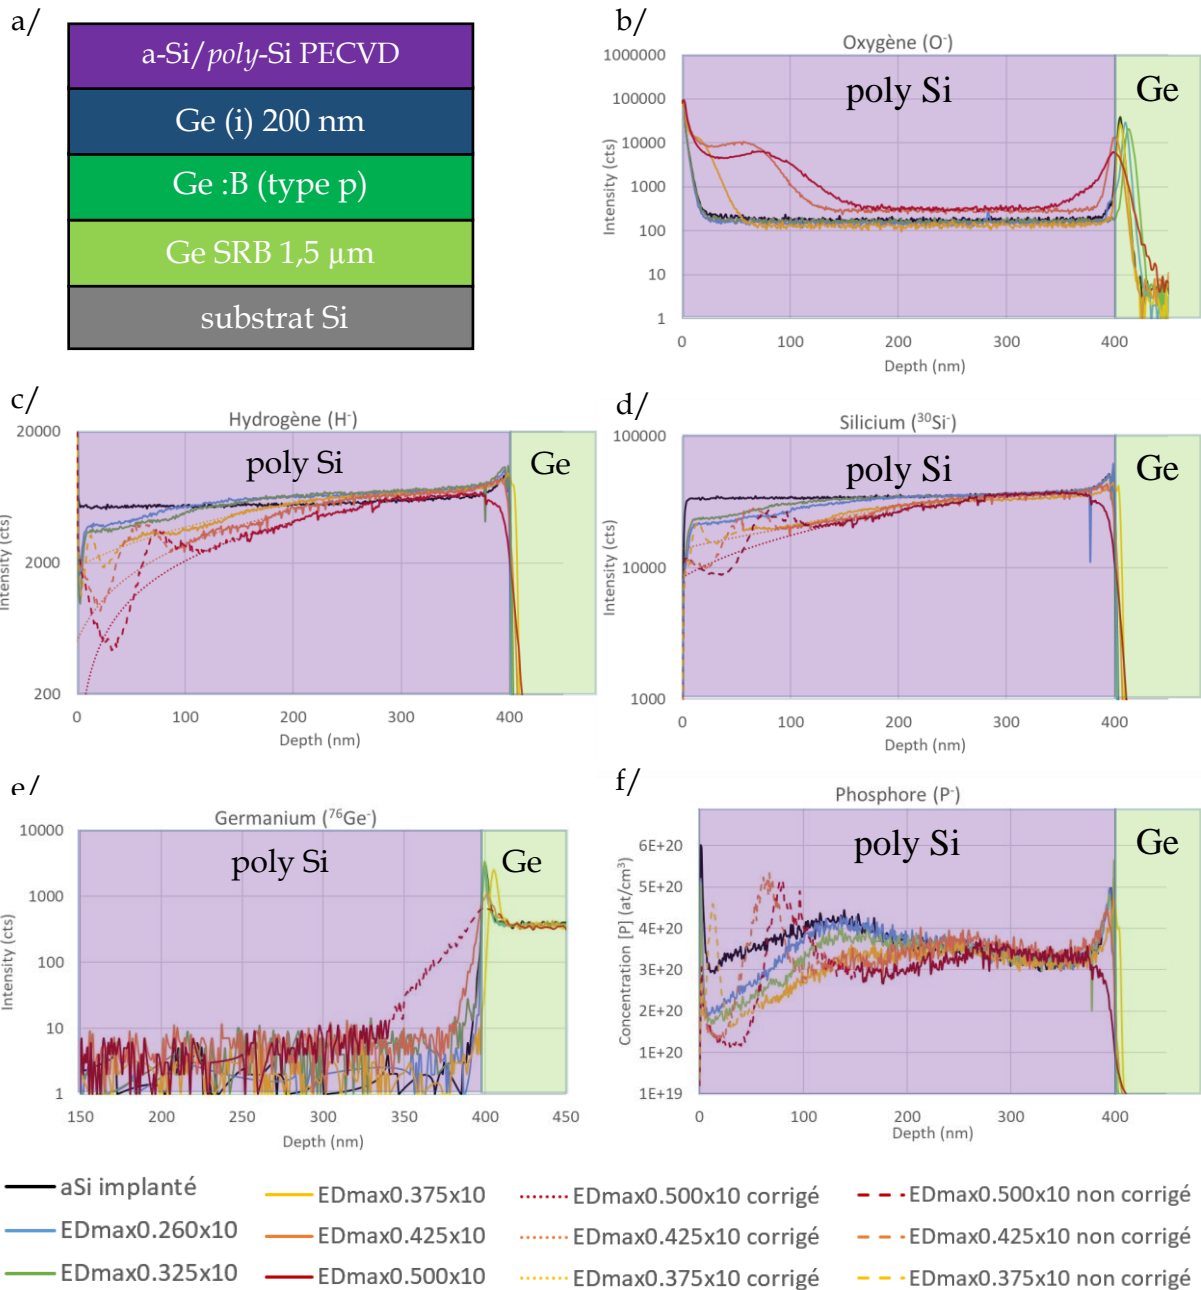 a/
a-Si/poly-Si PECVD
Ge (i) 200 nm
Ge :B (type p)
Ge SRB 1,5 µm
substrat Si
b/
Oxygène (O⁻)
poly Si
Ge
Intensity (cts)
1000000
100000
10000
1000
100
10
1
0 100 200 300 400
Depth (nm)
c/
Hydrogène (H⁻)
poly Si
Ge
Intensity (cts)
20000
2000
200
0 100 200 300 400
Depth (nm)
d/
Silicium (³⁰Si⁻)
poly Si
Ge
Intensity (cts)
100000
10000
1000
0 100 200 300 400
Depth (nm)
e/
Germanium (⁷⁶Ge⁻)
poly Si
Ge
Intensity (cts)
10000
1000
100
10
1
150 200 250 300 350 400 450
Depth (nm)
f/
Phosphore (P⁻)
poly Si
Ge
Concentration [P] (at/cm³)
6E+20
5E+20
4E+20
3E+20
2E+20
1E+20
1E+19
0 100 200 300 400
Depth (nm)
aSi implanté
EDmax0.260x10
EDmax0.325x10
EDmax0.375x10
EDmax0.425x10
EDmax0.500x10
EDmax0.500x10 corrigé
EDmax0.425x10 corrigé
EDmax0.375x10 corrigé
EDmax0.500x10 non corrigé
EDmax0.425x10 non corrigé
EDmax0.375x10 non corrigé